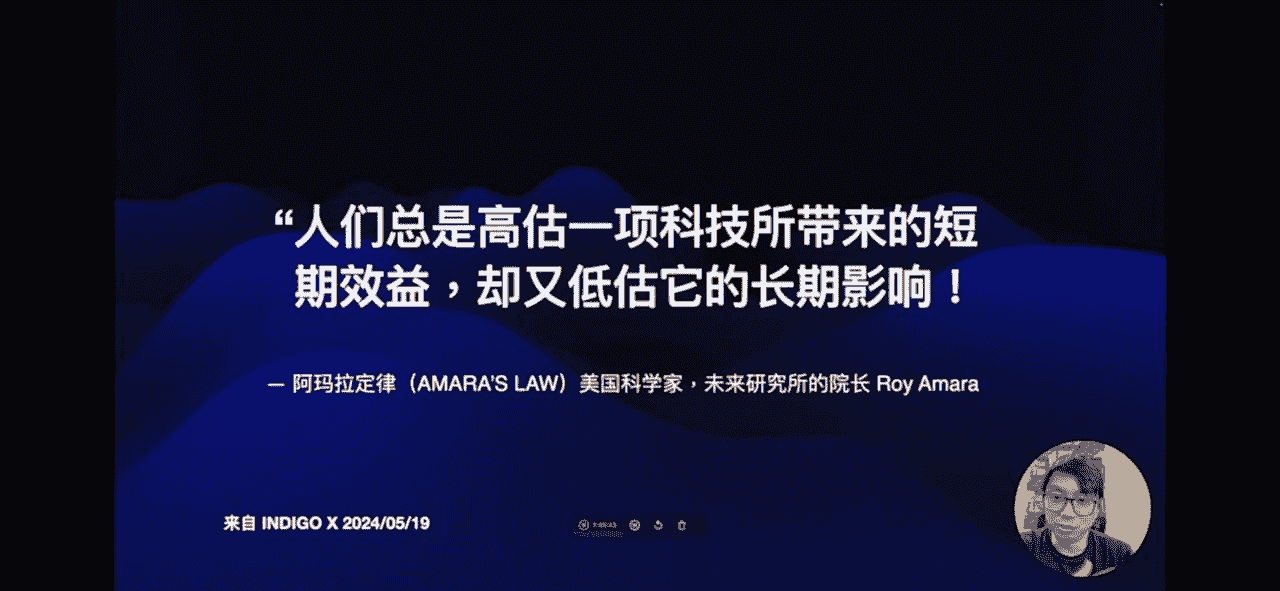 “人们总是高估一项科技所带来的短
期效益，却又低估它的长期影响！
— 阿玛拉定律（AMARA'S LAW）美国科学家，未来研究所的院长 Roy Amara
来自 INDIGO X 2024/05/19